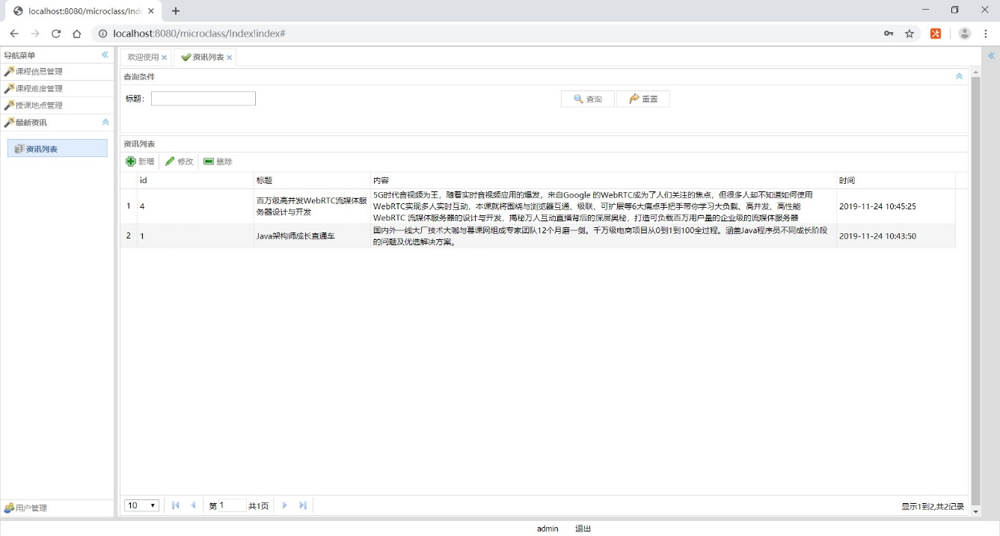 localhost:8080/microclass/Inde
localhost:8080/microclass/Index!index#
导航菜单
课程信息管理
课程难度管理
授课地点管理
最新资讯
资讯列表
用户管理
欢迎使用
资讯列表
查询条件
标题：
查询
重置
资讯列表
新增 修改 删除
id 标题 内容 时间
1 4
百万级高并发WebRTC流媒体服
务器设计与开发
5G时代音视频为王，随着实时音视频应用的爆发，来自Google 的WebRTC成为了人们关注的焦点，但很多人却不知道如何使用
WebRTC实现多人实时互动，本课就将围绕与浏览器互通、级联、可扩展等6大痛点手把手带你学习大负载、高并发、高性能
WebRTC 流媒体服务器的设计与开发，揭秘万人互动直播背后的深层奥秘，打造可负载百万用户量的企业级的流媒体服务器
2019-11-24 10:45:25
2 1
Java架构师成长直通车
国内外一线大厂技术大咖与慕课网组成专家团队12个月磨一剑。千万级电商项目从0到1到100全过程。涵盖Java程序员不同成长阶段
的问题及优选解决方案。
2019-11-24 10:43:50
10 第 1 共1页
显示1到2,共2记录
admin 退出